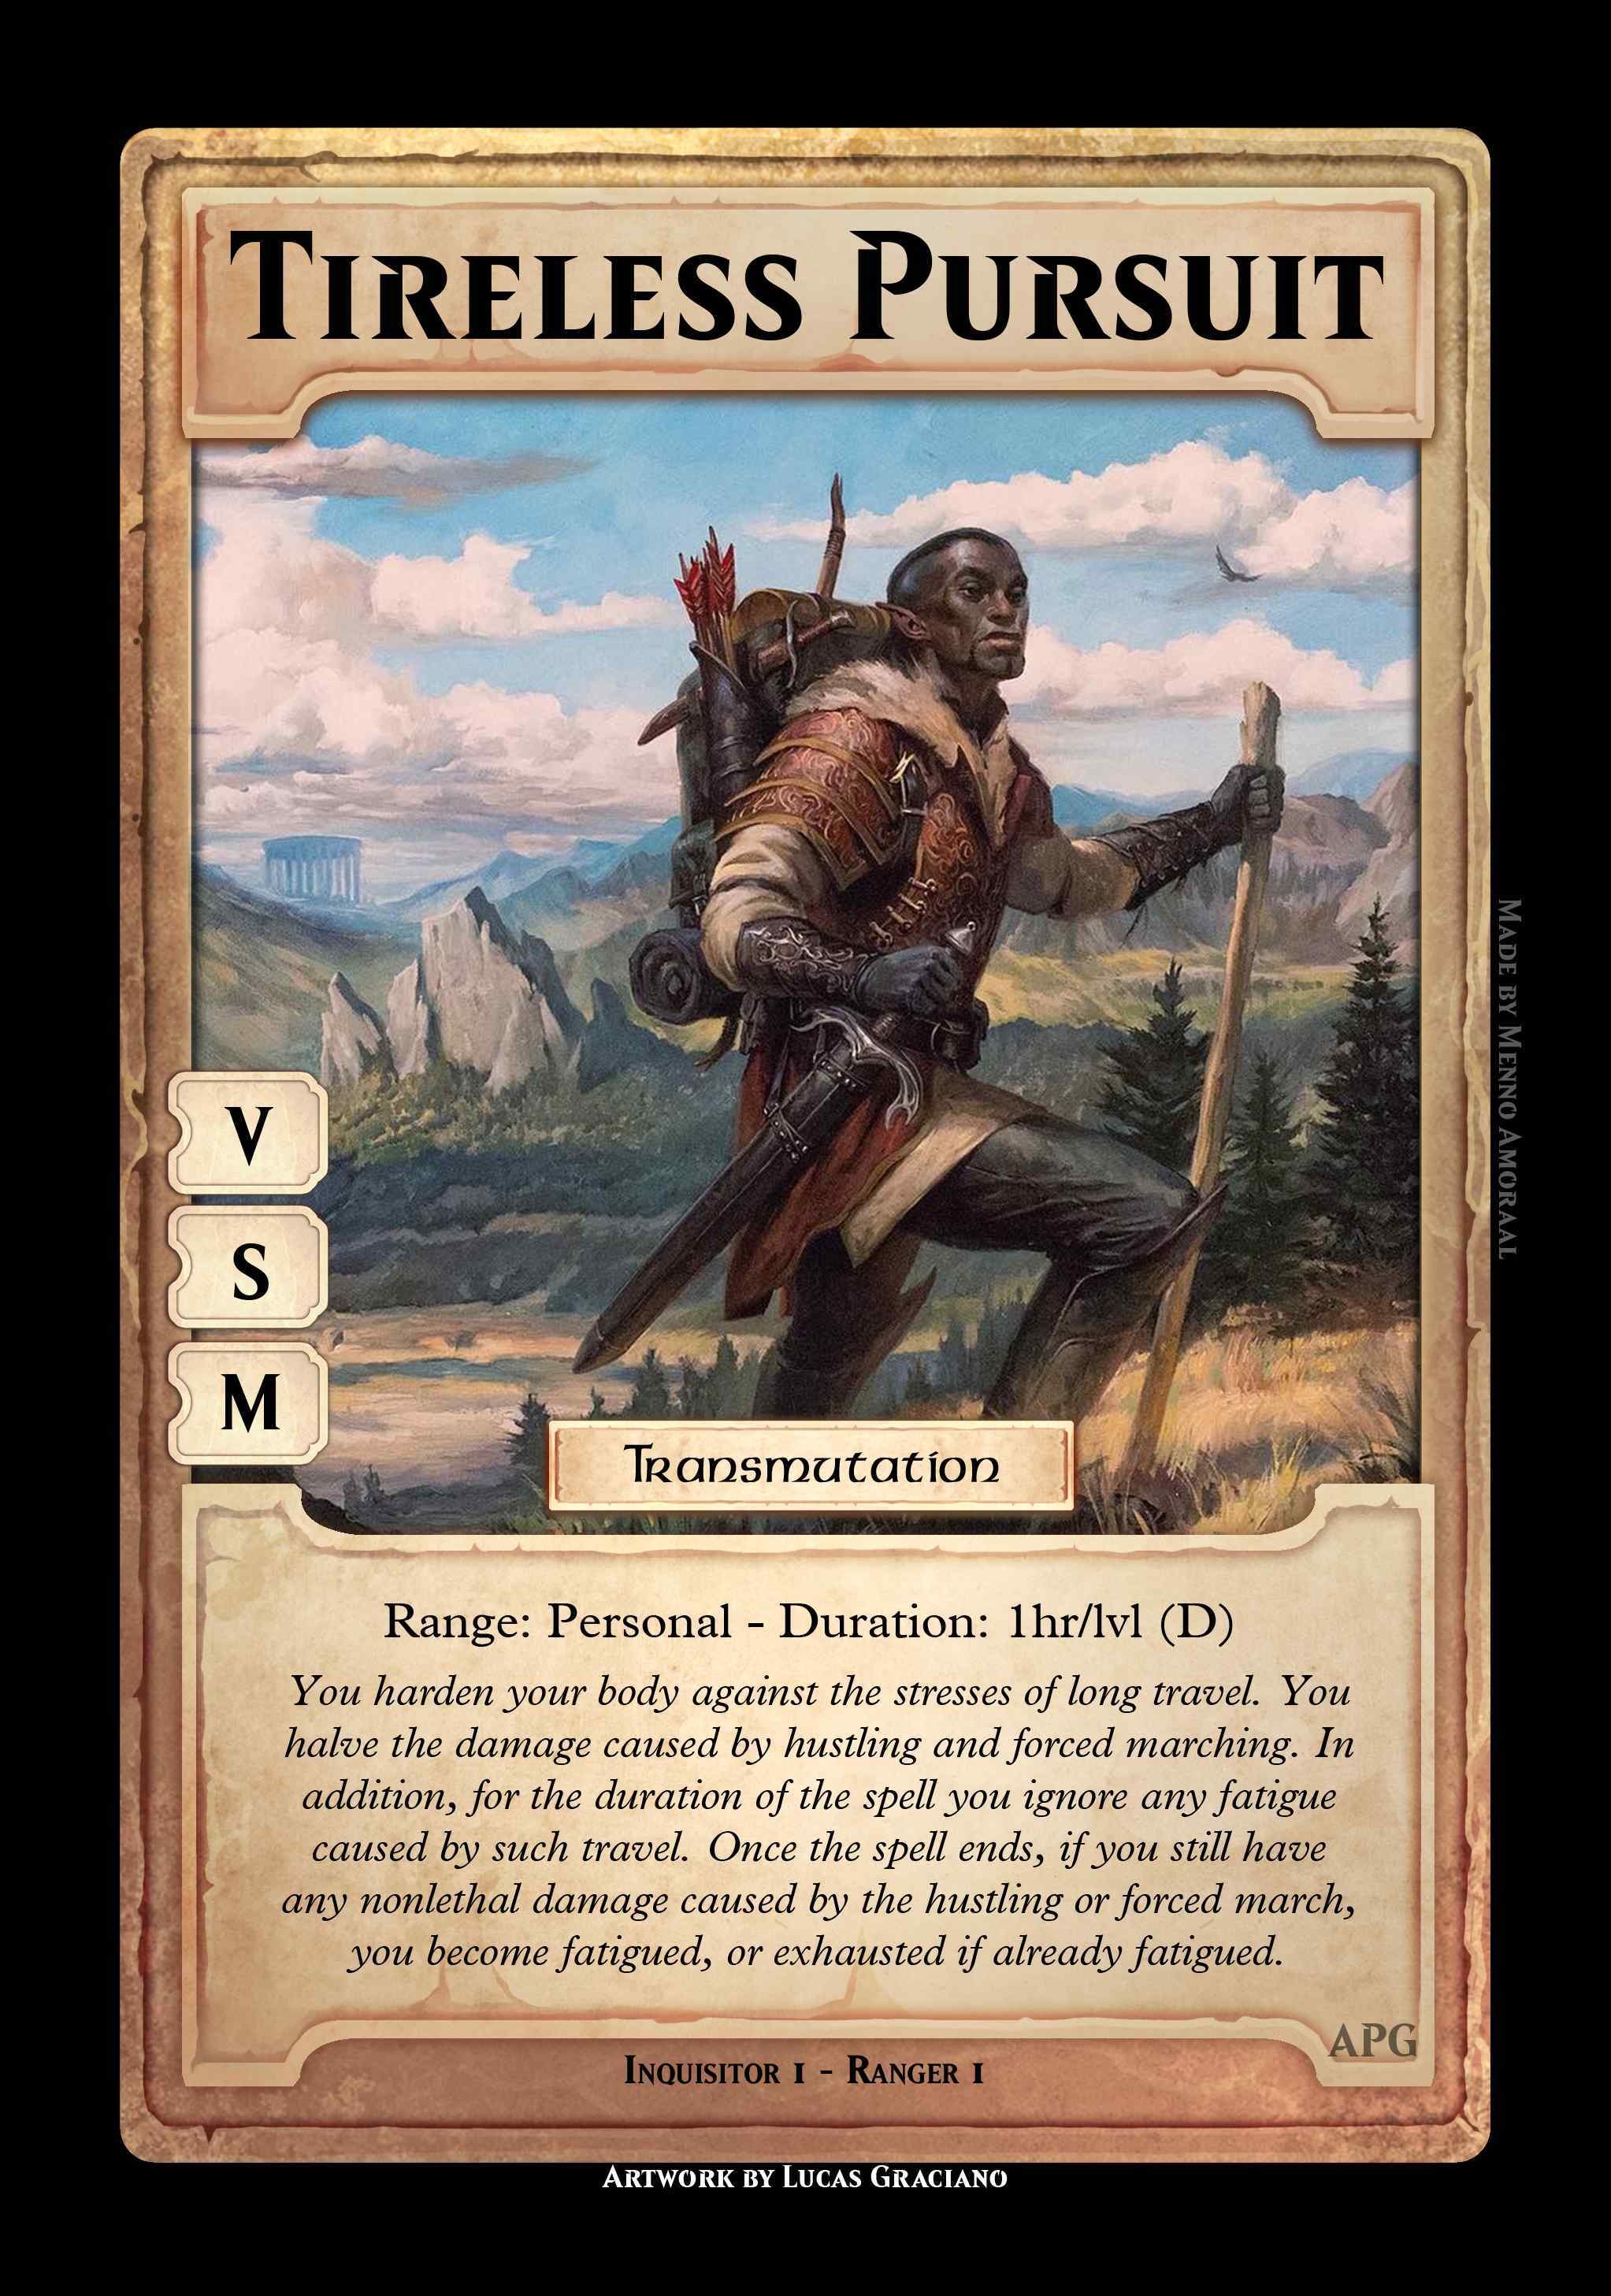 Tireless Pursuit
V
S
M
Transmutation
Range: Personal - Duration: 1hr/lvl (D)
You harden your body against the stresses of long travel. You
halve the damage caused by hustling and forced marching. In
addition, for the duration of the spell you ignore any fatigue
caused by such travel. Once the spell ends, if you still have
any nonlethal damage caused by the hustling or forced march,
you become fatigued, or exhausted if already fatigued.
APG
Inquisitor 1 - Ranger 1
Artwork by Lucas Graciano
Made by Menno Amoraal